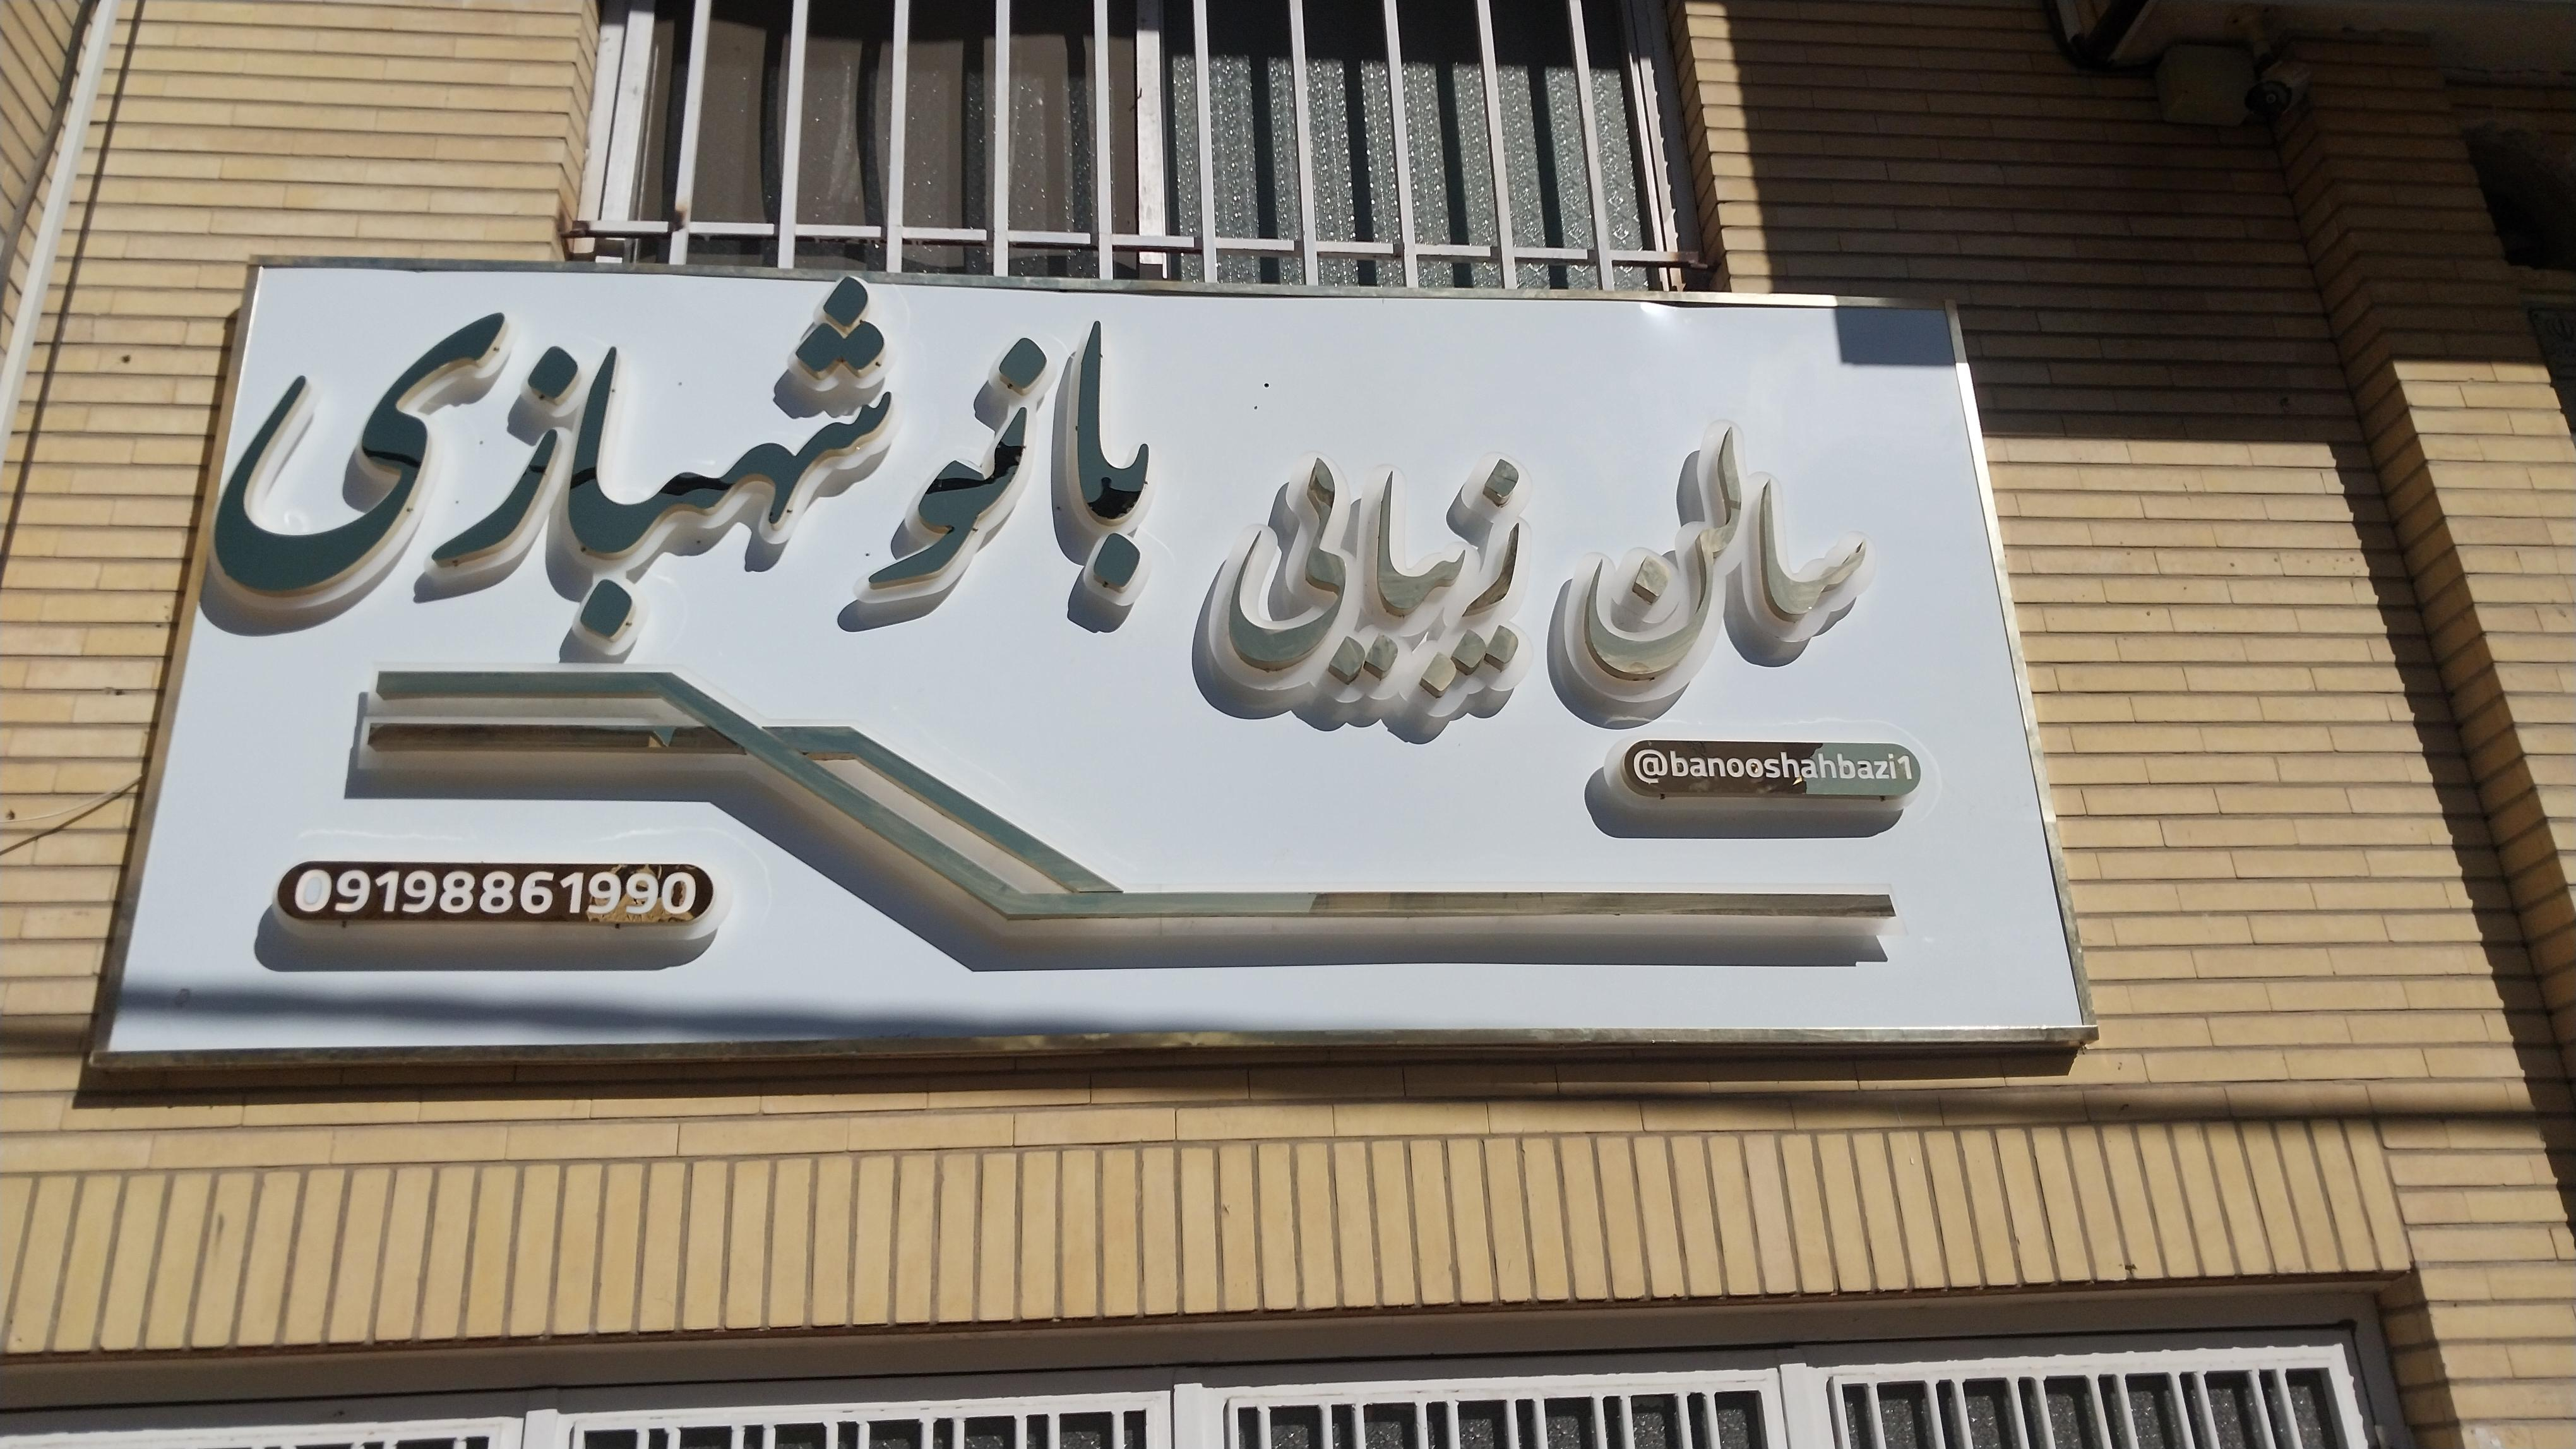 سالن زیبایی بانو شهبازی
@banooshahbazi1
09198861990